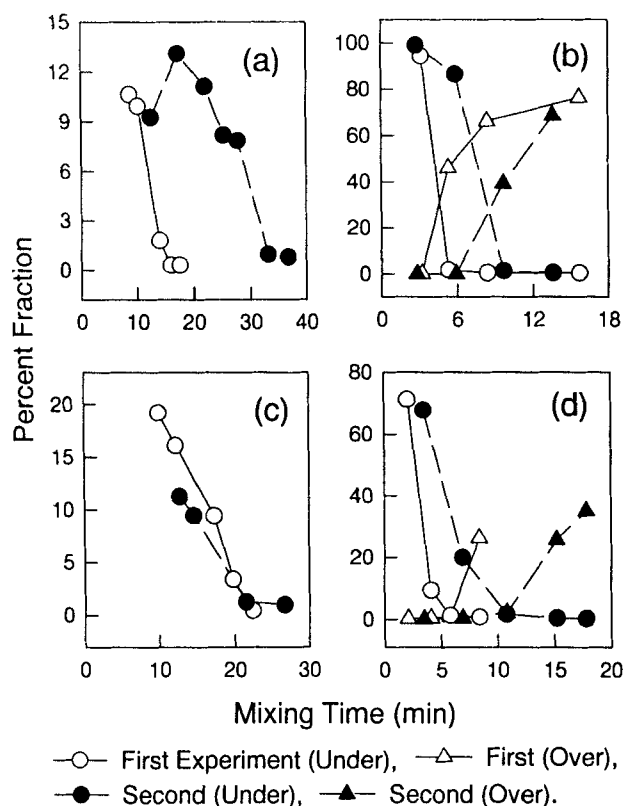 Percent Fraction
15
12
9
6
3
0
(a)
0 10 20 30 40
100
80
60
40
20
0
(b)
0 6 12 18
20
15
10
5
0
(c)
0 10 20 30
80
60
40
20
0
(d)
0 5 10 15 20
Mixing Time (min)
First Experiment (Under), First (Over),
Second (Under), Second (Over).